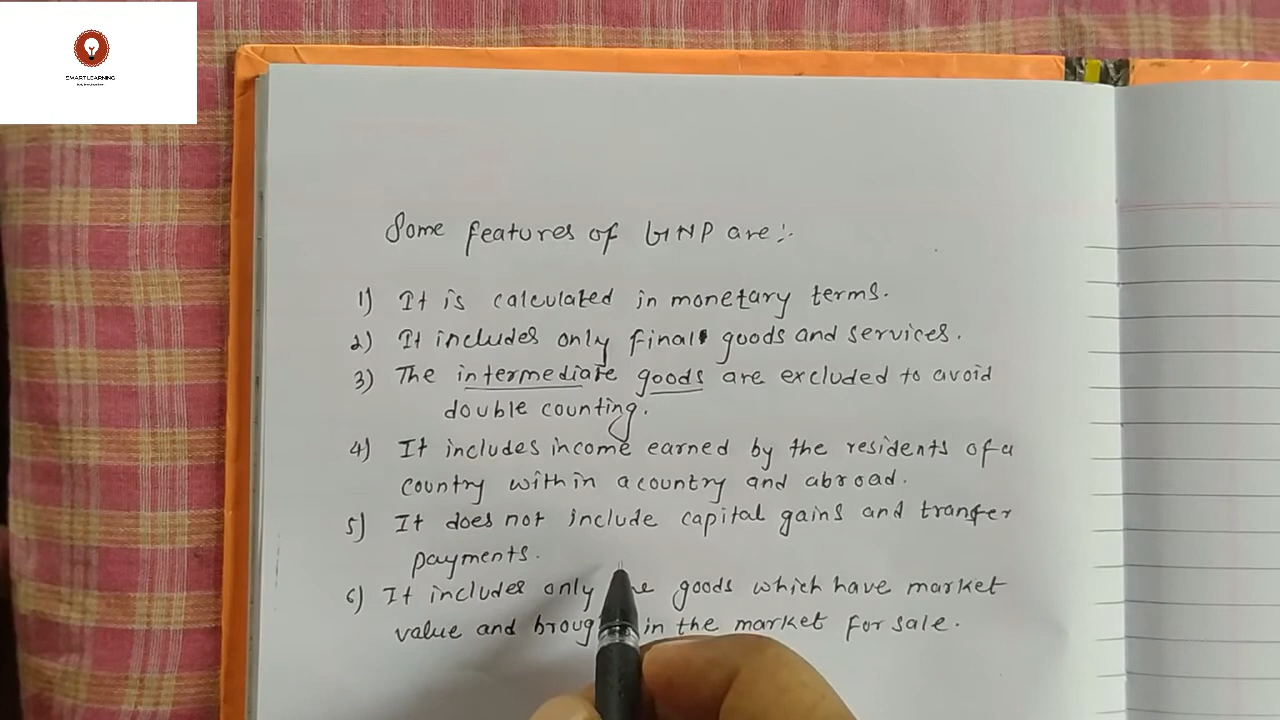 SMART LEARNING
Some features of GNP are :-
1) It is calculated in monetary terms.
2) It includes only final goods and services.
3) The intermediate goods are excluded to avoid
double counting.
4) It includes income earned by the residents of a
country within a country and abroad.
5) It does not include capital gains and transfer
payments.
6) It includes only goods which have market
value and in the market for sale.